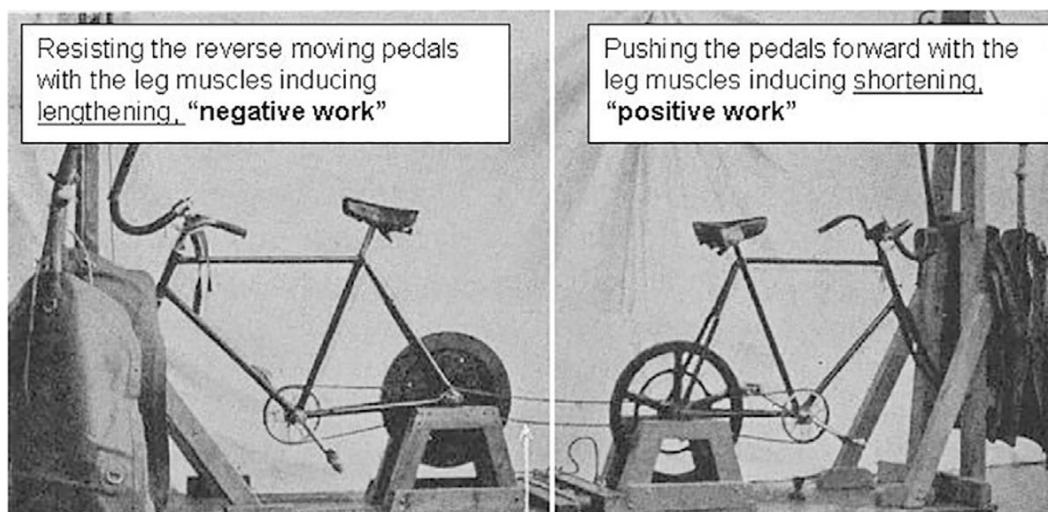 Resisting the reverse moving pedals
with the leg muscles inducing
lengthening, “negative work”
Pushing the pedals forward with the
leg muscles inducing shortening,
“positive work”